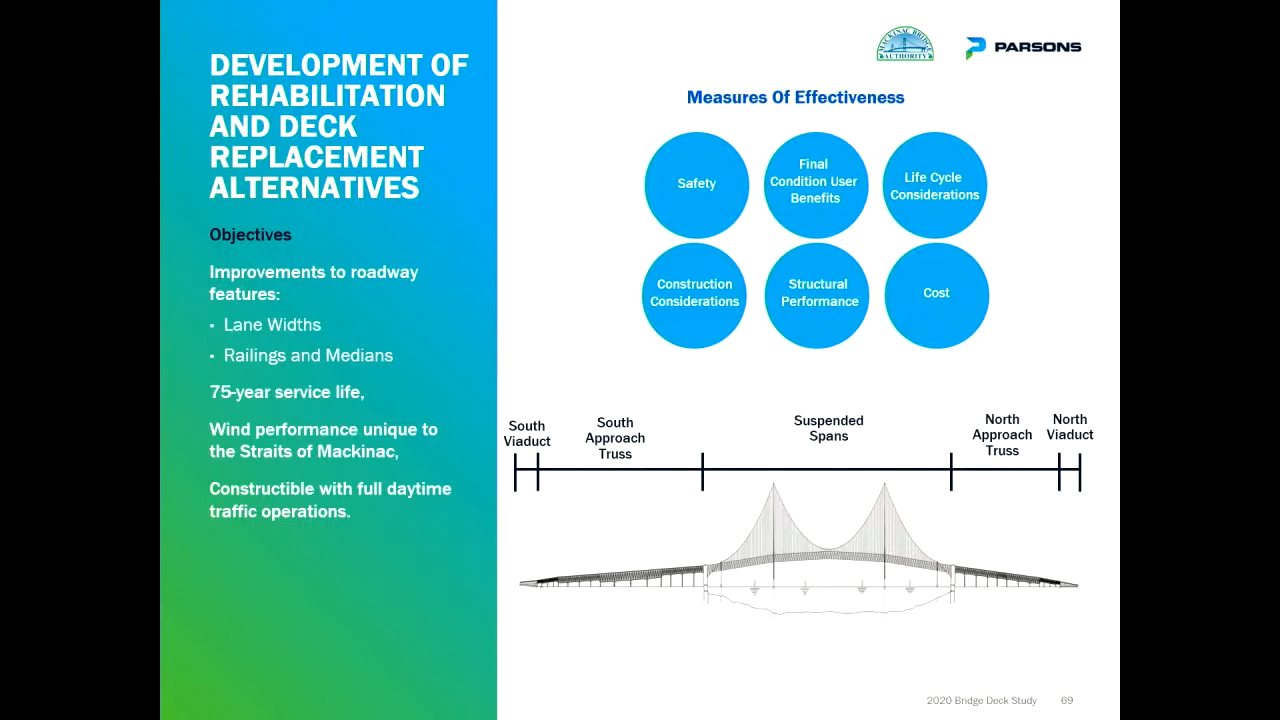 DEVELOPMENT OF
REHABILITATION
AND DECK
REPLACEMENT
ALTERNATIVES
Objectives
Improvements to roadway
features:
• Lane Widths
• Railings and Medians
75-year service life,
Wind performance unique to
the Straits of Mackinac,
Constructible with full daytime
traffic operations.
MACKINAC BRIDGE
AUTHORITY
PARSONS
Measures Of Effectiveness
Safety
Final
Condition User
Benefits
Life Cycle
Considerations
Construction
Considerations
Structural
Performance
Cost
South
Viaduct
South
Approach
Truss
Suspended
Spans
North
Approach
Truss
North
Viaduct
2020 Bridge Deck Study 69